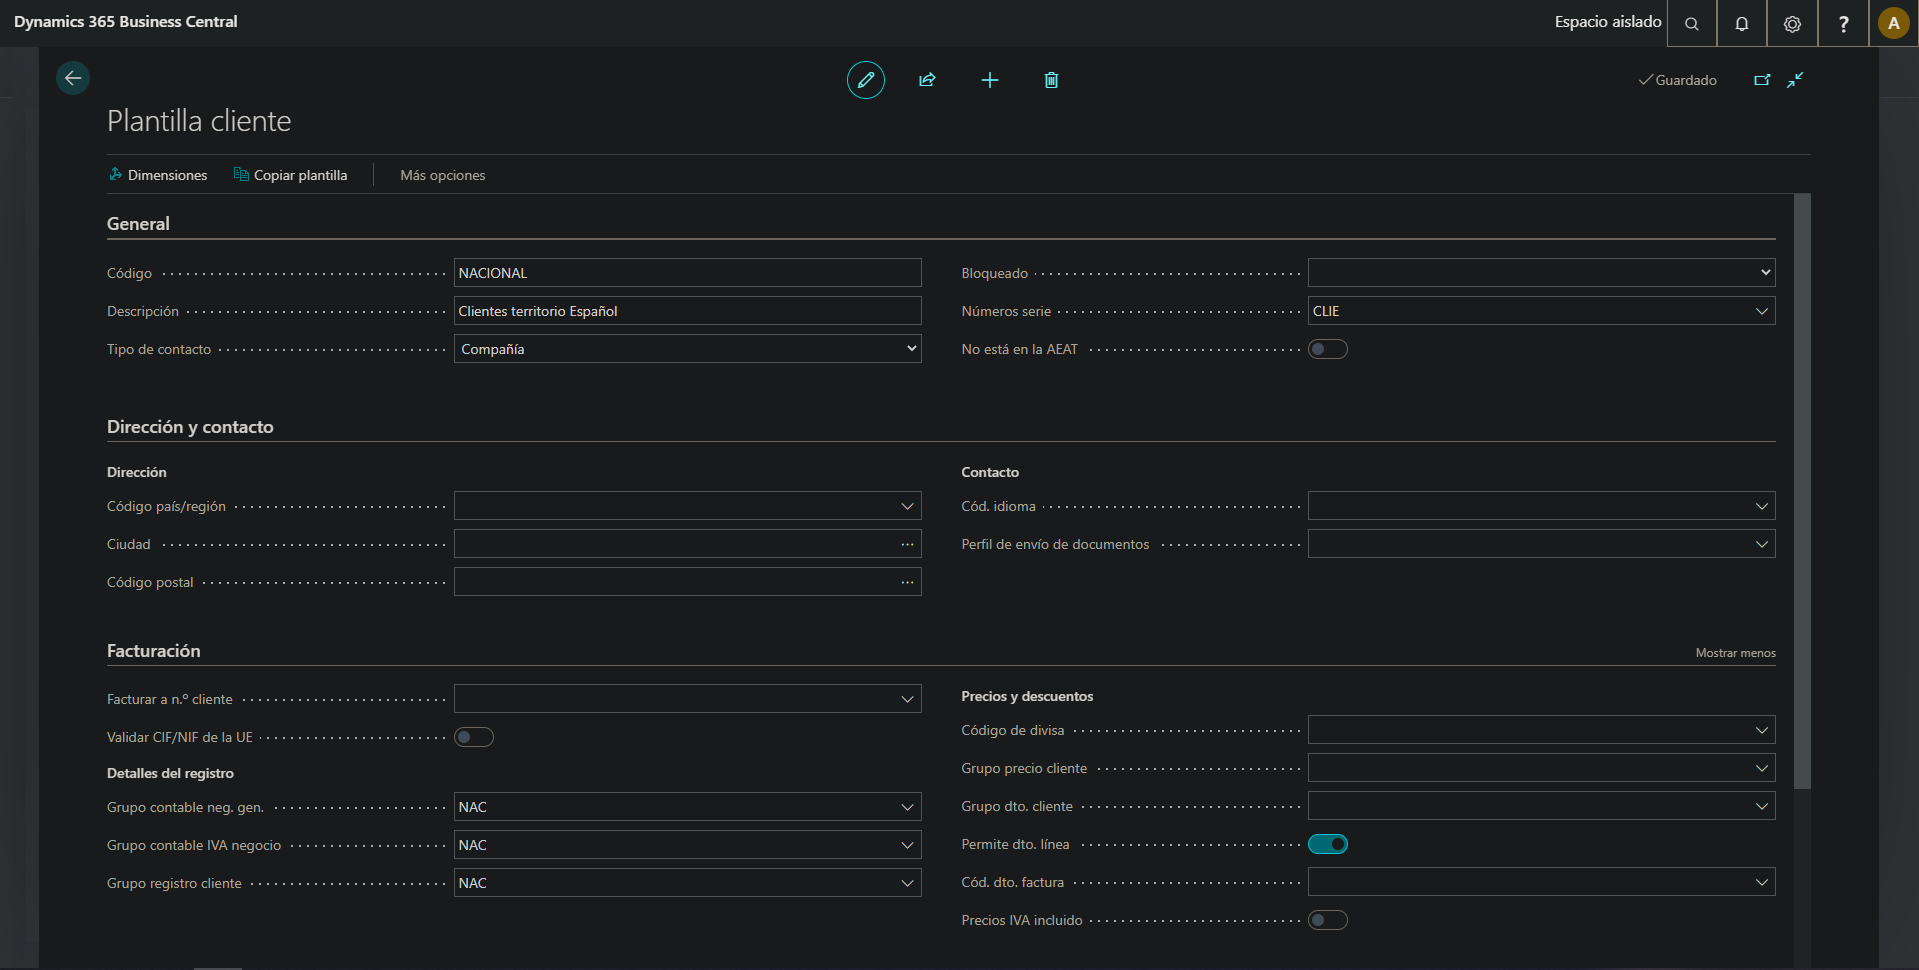 Dynamics 365 Business Central
Espacio aislado
?
A
Guardado
Plantilla cliente
Dimensiones
Copiar plantilla
Más opciones
General
Código
NACIONAL
Descripción
Clientes territorio Español
Tipo de contacto
Compañía
Bloqueado
Números serie
CLIE
No está en la AEAT
Dirección y contacto
Dirección
Código país/región
Ciudad
Código postal
Contacto
Cód. idioma
Perfil de envío de documentos
Facturación
Mostrar menos
Facturar a n.º cliente
Validar CIF/NIF de la UE
Detalles del registro
Grupo contable neg. gen.
NAC
Grupo contable IVA negocio
NAC
Grupo registro cliente
NAC
Precios y descuentos
Código de divisa
Grupo precio cliente
Grupo dto. cliente
Permite dto. línea
Cód. dto. factura
Precios IVA incluido